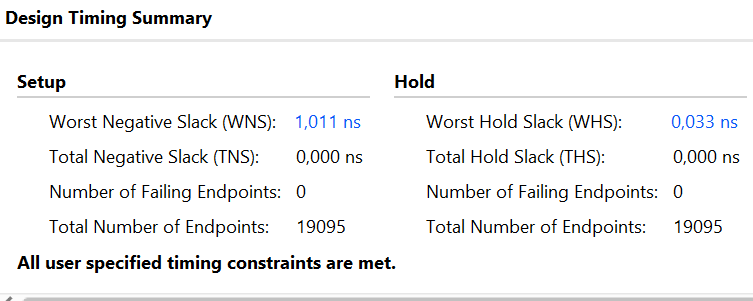 Design Timing Summary
Setup
Hold
Worst Negative Slack (WNS): 1,011 ns
Worst Hold Slack (WHS): 0,033 ns
Total Negative Slack (TNS): 0,000 ns
Total Hold Slack (THS): 0,000 ns
Number of Failing Endpoints: 0
Number of Failing Endpoints: 0
Total Number of Endpoints: 19095
Total Number of Endpoints: 19095
All user specified timing constraints are met.